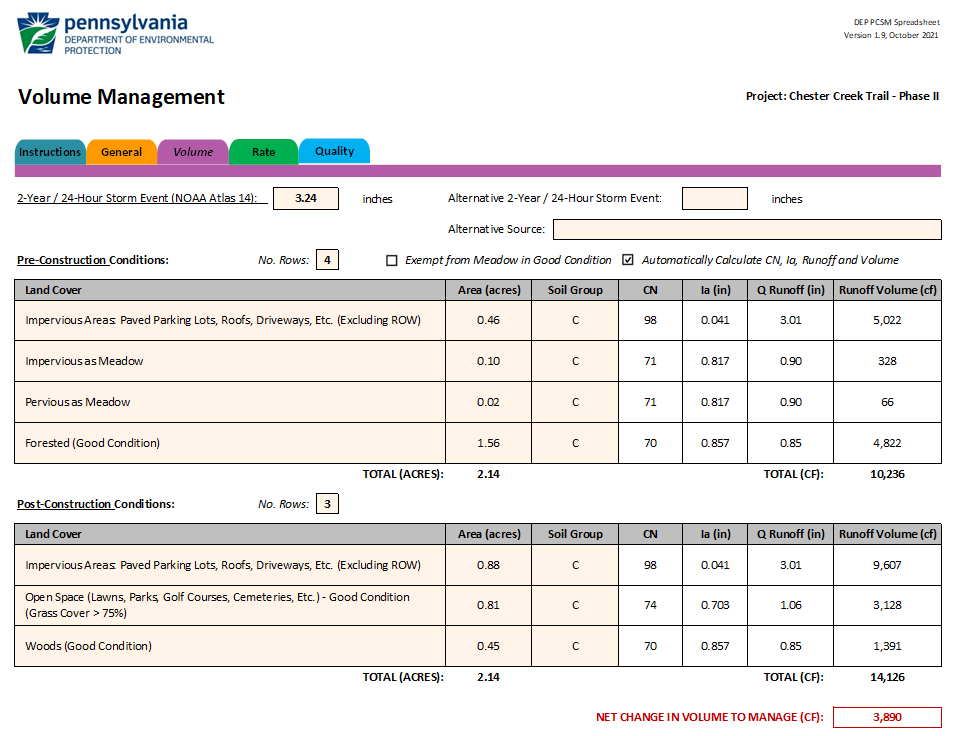 pennsylvania
DEPARTMENT OF ENVIRONMENTAL
PROTECTION
DEP PCSM Spreadsheet
Version 1.9, October 2021
Volume Management
Project: Chester Creek Trail - Phase II
Instructions General Volume Rate Quality
2-Year / 24-Hour Storm Event (NOAA Atlas 14): 3.24 inches Alternative 2-Year / 24-Hour Storm Event: inches
Alternative Source:
Pre-Construction Conditions: No. Rows: 4 Exempt from Meadow in Good Condition Automatically Calculate CN, Ia, Runoff and Volume
Land Cover Area (acres) Soil Group CN Ia (in) Q Runoff (in) Runoff Volume (cf)
Impervious Areas: Paved Parking Lots, Roofs, Driveways, Etc. (Excluding ROW) 0.46 C 98 0.041 3.01 5,022
Impervious as Meadow 0.10 C 71 0.817 0.90 328
Pervious as Meadow 0.02 C 71 0.817 0.90 66
Forested (Good Condition) 1.56 C 70 0.857 0.85 4,822
TOTAL (ACRES): 2.14 TOTAL (CF): 10,236
Post-Construction Conditions: No. Rows: 3
Land Cover Area (acres) Soil Group CN Ia (in) Q Runoff (in) Runoff Volume (cf)
Impervious Areas: Paved Parking Lots, Roofs, Driveways, Etc. (Excluding ROW) 0.88 C 98 0.041 3.01 9,607
Open Space (Lawns, Parks, Golf Courses, Cemeteries, Etc.) - Good Condition
(Grass Cover > 75%) 0.81 C 74 0.703 1.06 3,128
Woods (Good Condition) 0.45 C 70 0.857 0.85 1,391
TOTAL (ACRES): 2.14 TOTAL (CF): 14,126
NET CHANGE IN VOLUME TO MANAGE (CF): 3,890